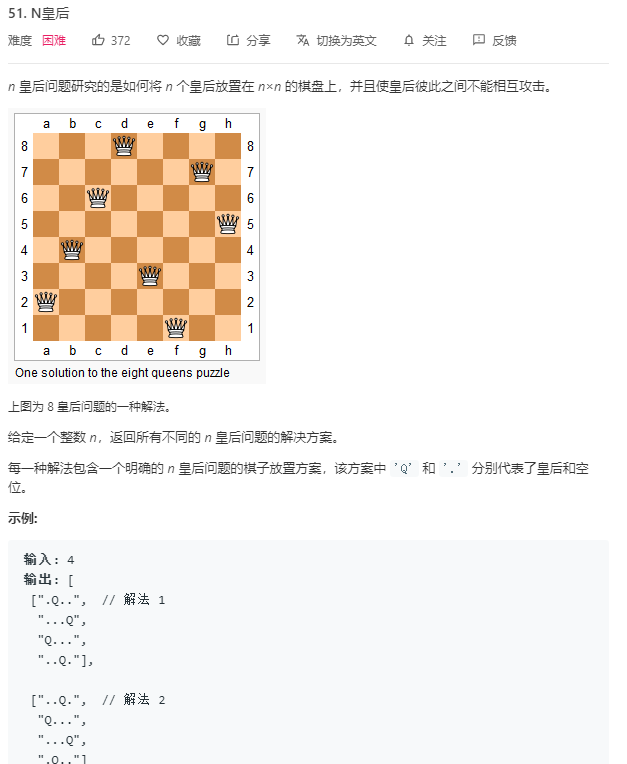 51. N皇后
难度 困难 372 收藏 分享 切换为英文 关注 反馈
n 皇后问题研究的是如何将 n 个皇后放置在 n×n 的棋盘上，并且使皇后彼此之间不能相互攻击。
a b c d e f g h
8 8
7 7
6 6
5 5
4 4
3 3
2 2
1 1
a b c d e f g h
One solution to the eight queens puzzle
上图为 8 皇后问题的一种解法。
给定一个整数 n，返回所有不同的 n 皇后问题的解决方案。
每一种解法包含一个明确的 n 皇后问题的棋子放置方案，该方案中 'Q' 和 '.' 分别代表了皇后和空
位。
示例:
输入: 4
输出: [
[".Q..",  // 解法 1
"...Q",
"Q...",
"..Q."],
["..Q.",  // 解法 2
"Q...",
"...Q",
".Q.."]